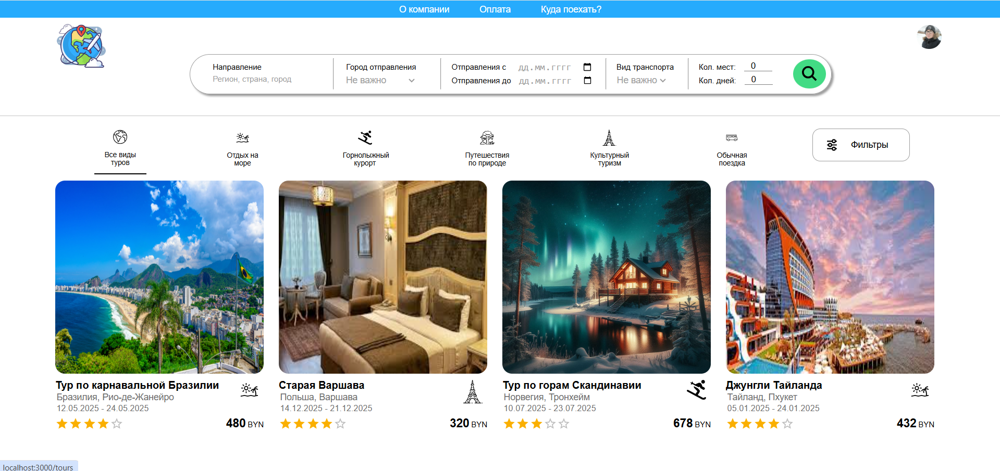 О компании Оплата Куда поехать?
Направление
Регион, страна, город
Город отправления
Не важно
Отправления с дд.мм.гггг
Отправления до дд.мм.гггг
Вид транспорта
Не важно
Кол. мест: 0
Кол. дней: 0
Все виды
туров
Отдых на
море
Горнолыжный
курорт
Путешествия
по природе
Культурный
туризм
Обычная
поездка
Фильтры
Тур по карнавальной Бразилии
Бразилия, Рио-де-Жанейро
12.05.2025 - 24.05.2025
480 BYN
Старая Варшава
Польша, Варшава
14.12.2025 - 21.12.2025
320 BYN
Тур по горам Скандинавии
Норвегия, Тронхейм
10.07.2025 - 23.07.2025
678 BYN
Джунгли Тайланда
Тайланд, Пхукет
05.01.2025 - 24.01.2025
432 BYN
localhost:3000/tours